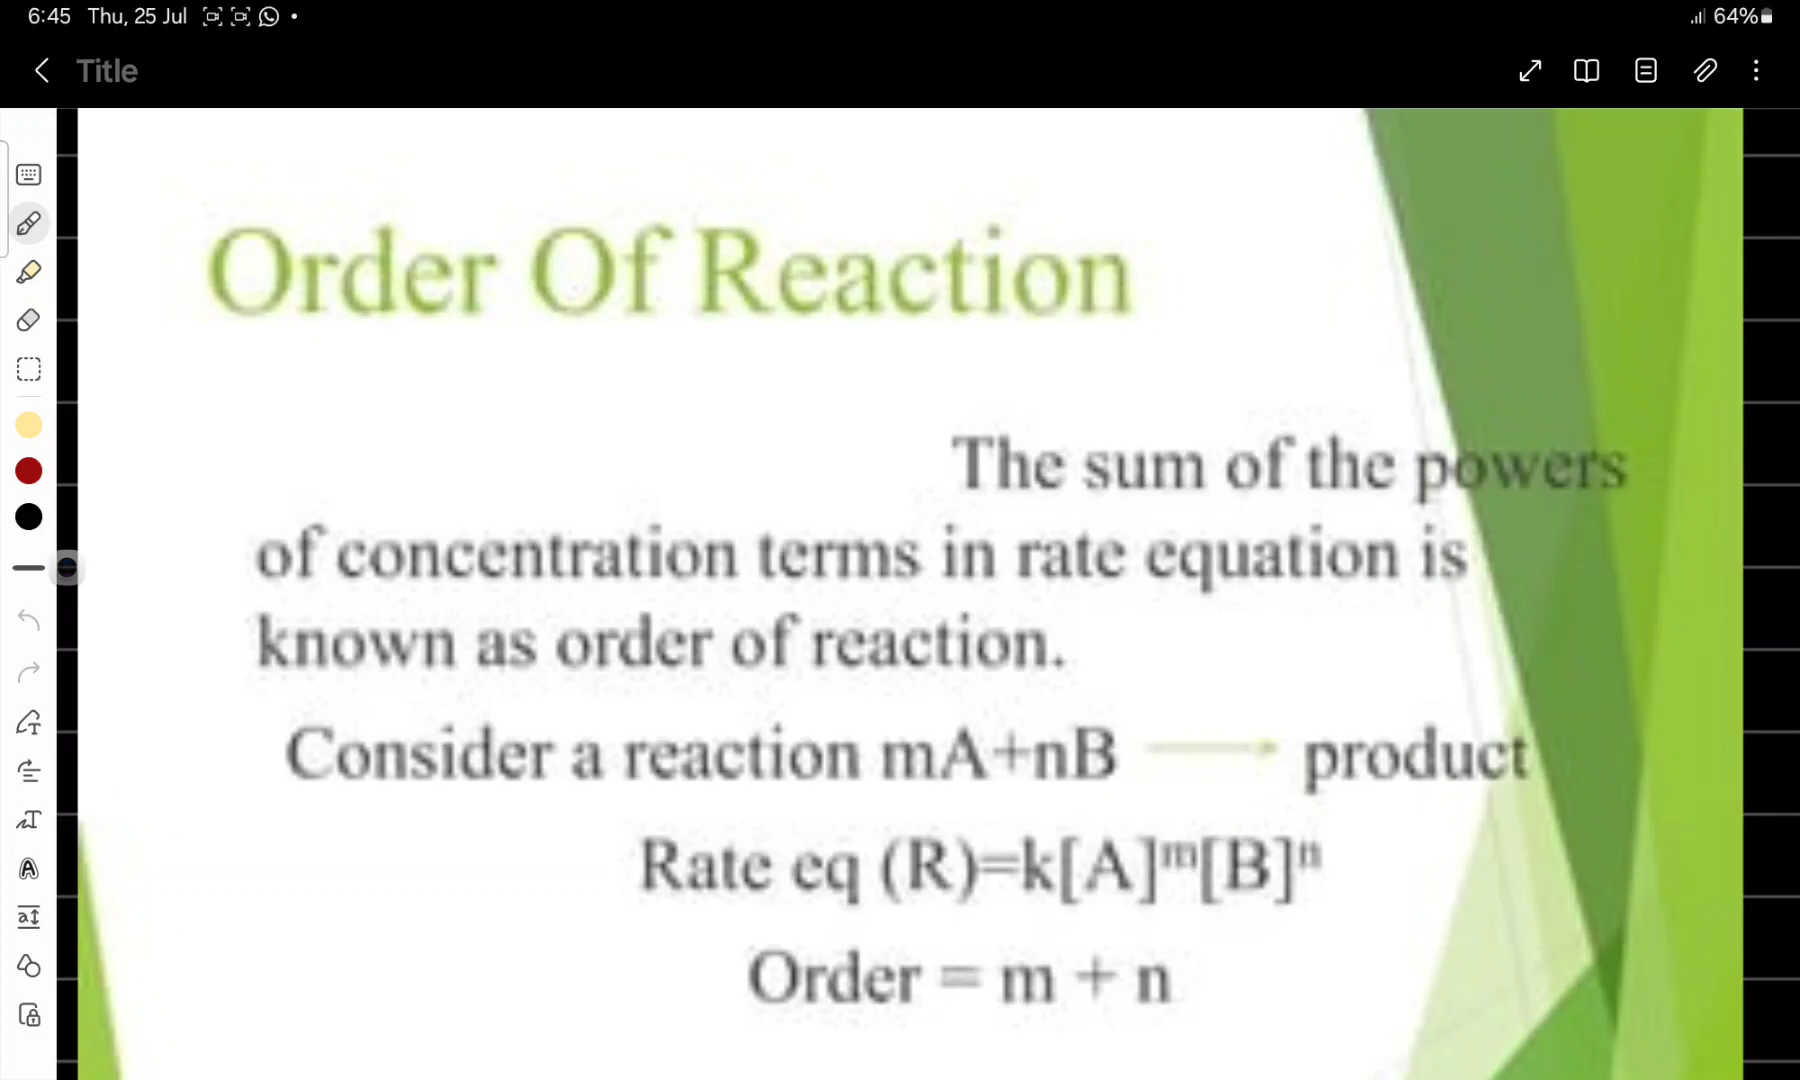 6:45 Thu, 25 Jul 64%
Title
Order Of Reaction
The sum of the powers
of concentration terms in rate equation is
known as order of reaction.
Consider a reaction mA+nB → product
Rate eq (R)=k[A]ᵐ[B]ⁿ
Order = m + n